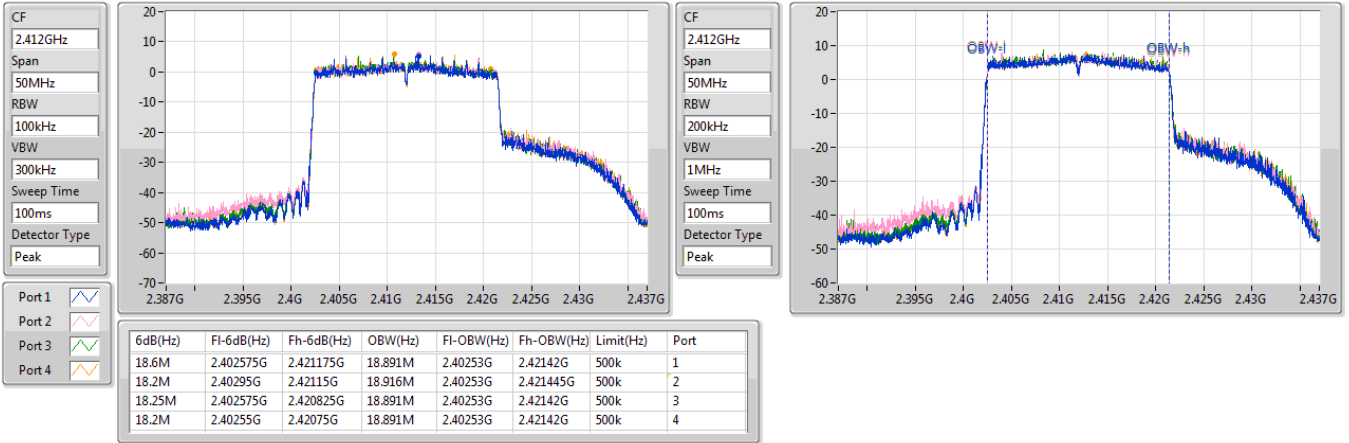 CF
2.412GHz
Span
50MHz
RBW
100kHz
VBW
300kHz
Sweep Time
100ms
Detector Type
Peak
20
10
0
-10
-20
-30
-40
-50
-60
-70
2.387G 2.395G 2.4G 2.405G 2.41G 2.415G 2.42G 2.425G 2.43G 2.437G
CF
2.412GHz
Span
50MHz
RBW
200kHz
VBW
1MHz
Sweep Time
100ms
Detector Type
Peak
20
10
0
-10
-20
-30
-40
-50
-60
OBW-l OBW-h
2.387G 2.395G 2.4G 2.405G 2.41G 2.415G 2.42G 2.425G 2.43G 2.437G
Port 1
Port 2
Port 3
Port 4
6dB(Hz) Fl-6dB(Hz) Fh-6dB(Hz) OBW(Hz) Fl-OBW(Hz) Fh-OBW(Hz) Limit(Hz) Port
18.6M 2.402575G 2.421175G 18.891M 2.40253G 2.42142G 500k 1
18.2M 2.40295G 2.42115G 18.916M 2.40253G 2.421445G 500k 2
18.25M 2.402575G 2.420825G 18.891M 2.40253G 2.42142G 500k 3
18.2M 2.40255G 2.42075G 18.891M 2.40253G 2.42142G 500k 4